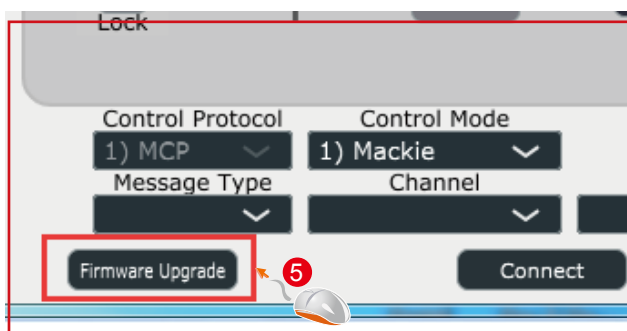 Lock
Control Protocol Control Mode
1) MCP 1) Mackie
Message Type Channel
Firmware Upgrade 5 Connect